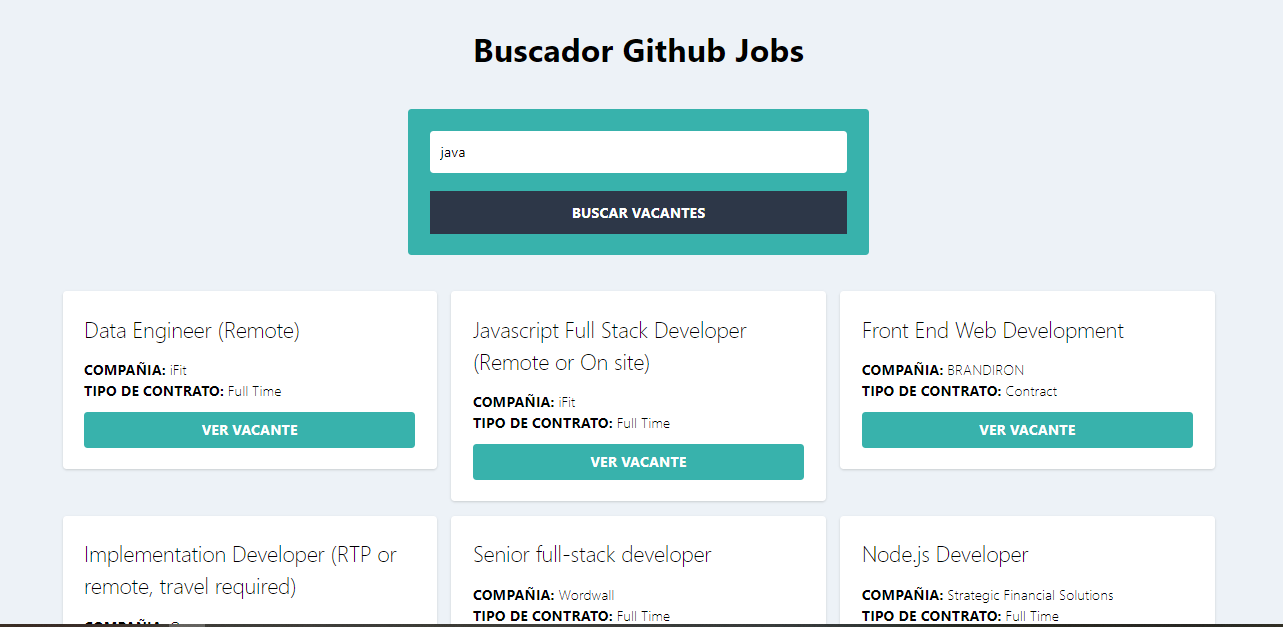 Buscador Github Jobs
java
BUSCAR VACANTES
Data Engineer (Remote)
COMPAÑIA: iFit
TIPO DE CONTRATO: Full Time
VER VACANTE
Javascript Full Stack Developer
(Remote or On site)
COMPAÑIA: iFit
TIPO DE CONTRATO: Full Time
VER VACANTE
Front End Web Development
COMPAÑIA: BRANDIRON
TIPO DE CONTRATO: Contract
VER VACANTE
Implementation Developer (RTP or
remote, travel required)
COMPAÑIA:
Senior full-stack developer
COMPAÑIA: Wordwall
TIPO DE CONTRATO: Full Time
Node.js Developer
COMPAÑIA: Strategic Financial Solutions
TIPO DE CONTRATO: Full Time